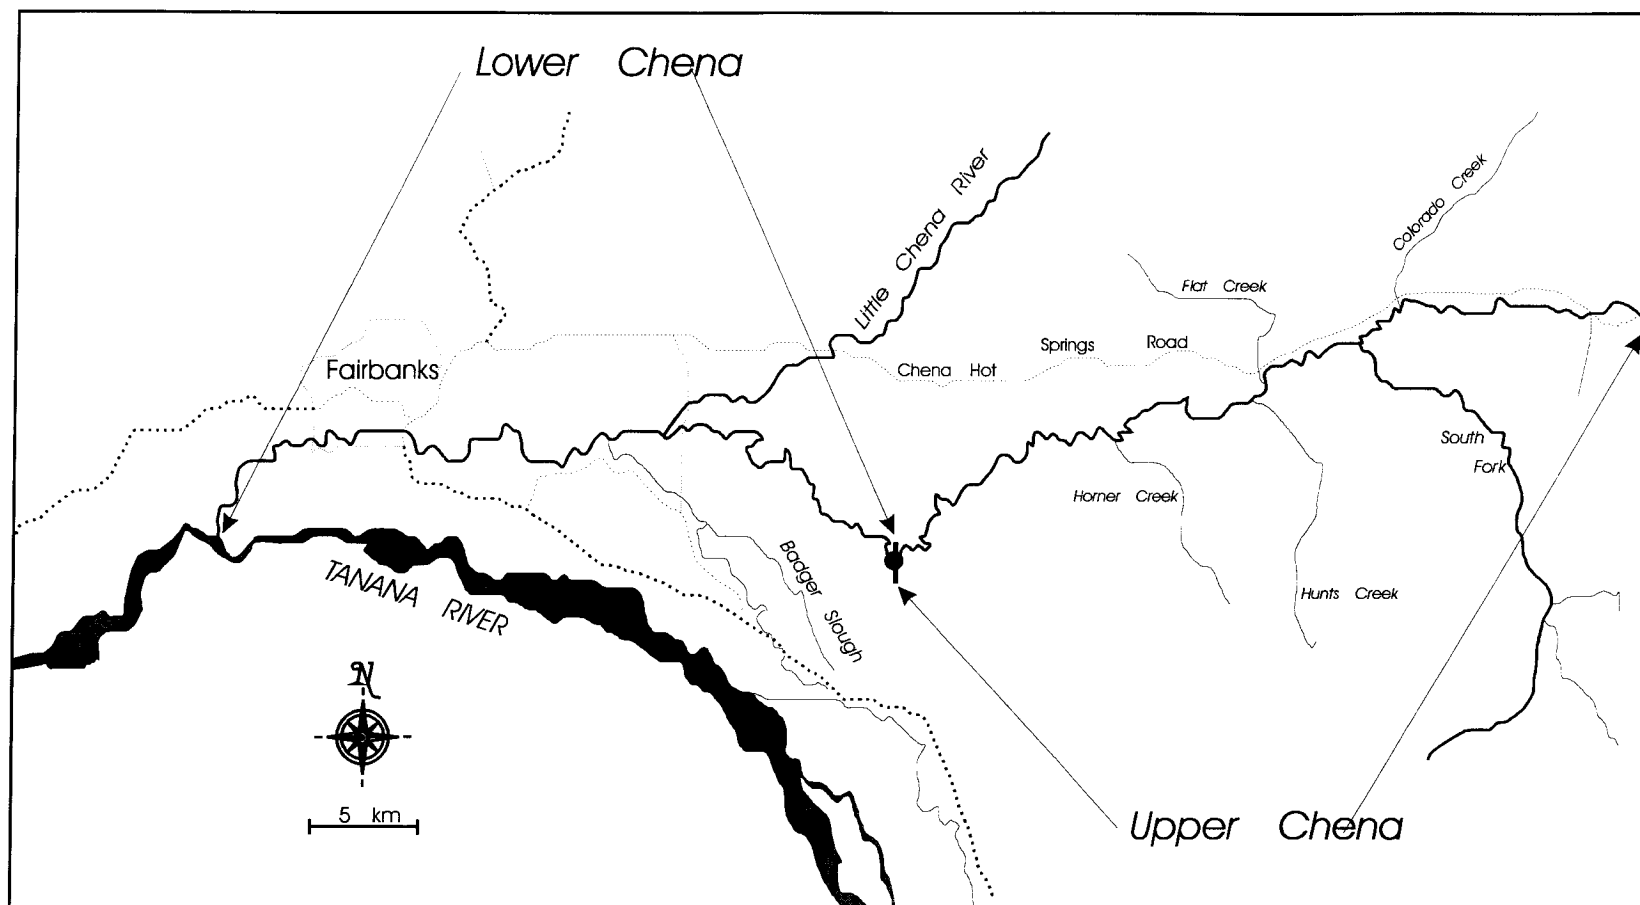 Lower Chena
Little Chena River
Colorado Creek
Flat Creek
Springs Road
Chena Hot
Fairbanks
South
Fork
Horner Creek
Hunts Creek
Badger Slough
TANANA RIVER
N
5 km
Upper Chena